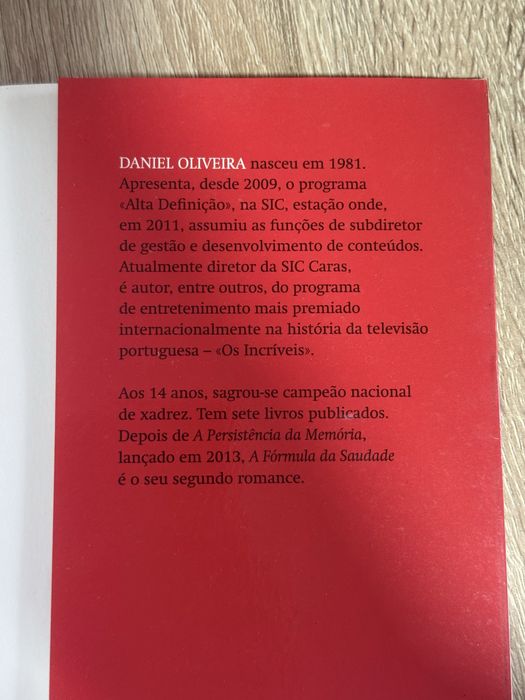 DANIEL OLIVEIRA nasceu em 1981.
Apresenta, desde 2009, o programa
«Alta Definição», na SIC, estação onde,
em 2011, assumiu as funções de subdiretor
de gestão e desenvolvimento de conteúdos.
Atualmente diretor da SIC Caras,
é autor, entre outros, do programa
de entretenimento mais premiado
internacionalmente na história da televisão
portuguesa – «Os Incríveis».
Aos 14 anos, sagrou-se campeão nacional
de xadrez. Tem sete livros publicados.
Depois de A Persistência da Memória,
lançado em 2013, A Fórmula da Saudade
é o seu segundo romance.